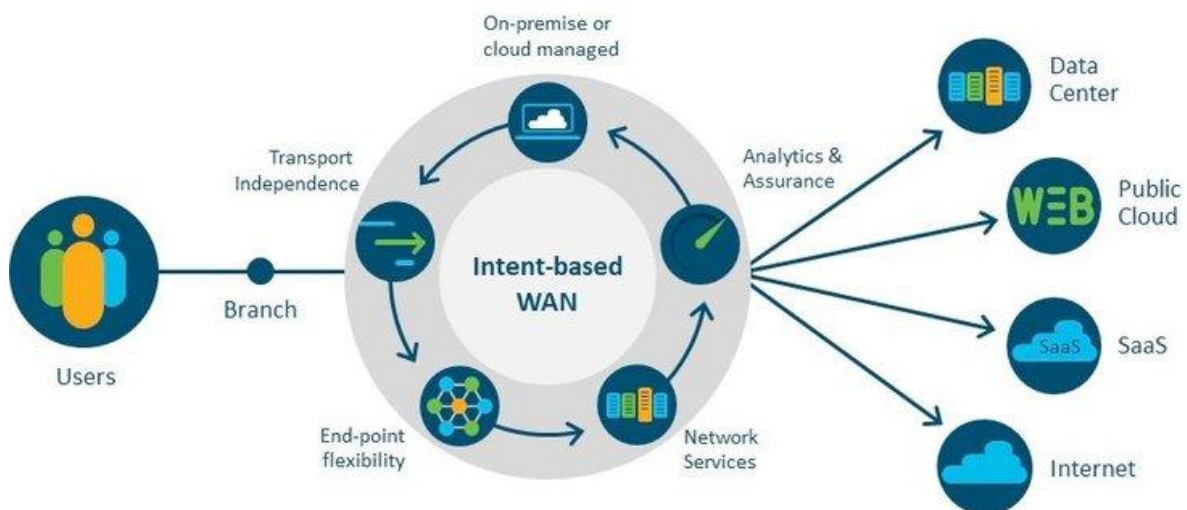 On-premise or
cloud managed
Transport
Independence
Analytics &
Assurance
Data
Center
WEB
Public
Cloud
Intent-based
WAN
Branch
Users
SaaS
SaaS
End-point
flexibility
Network
Services
Internet